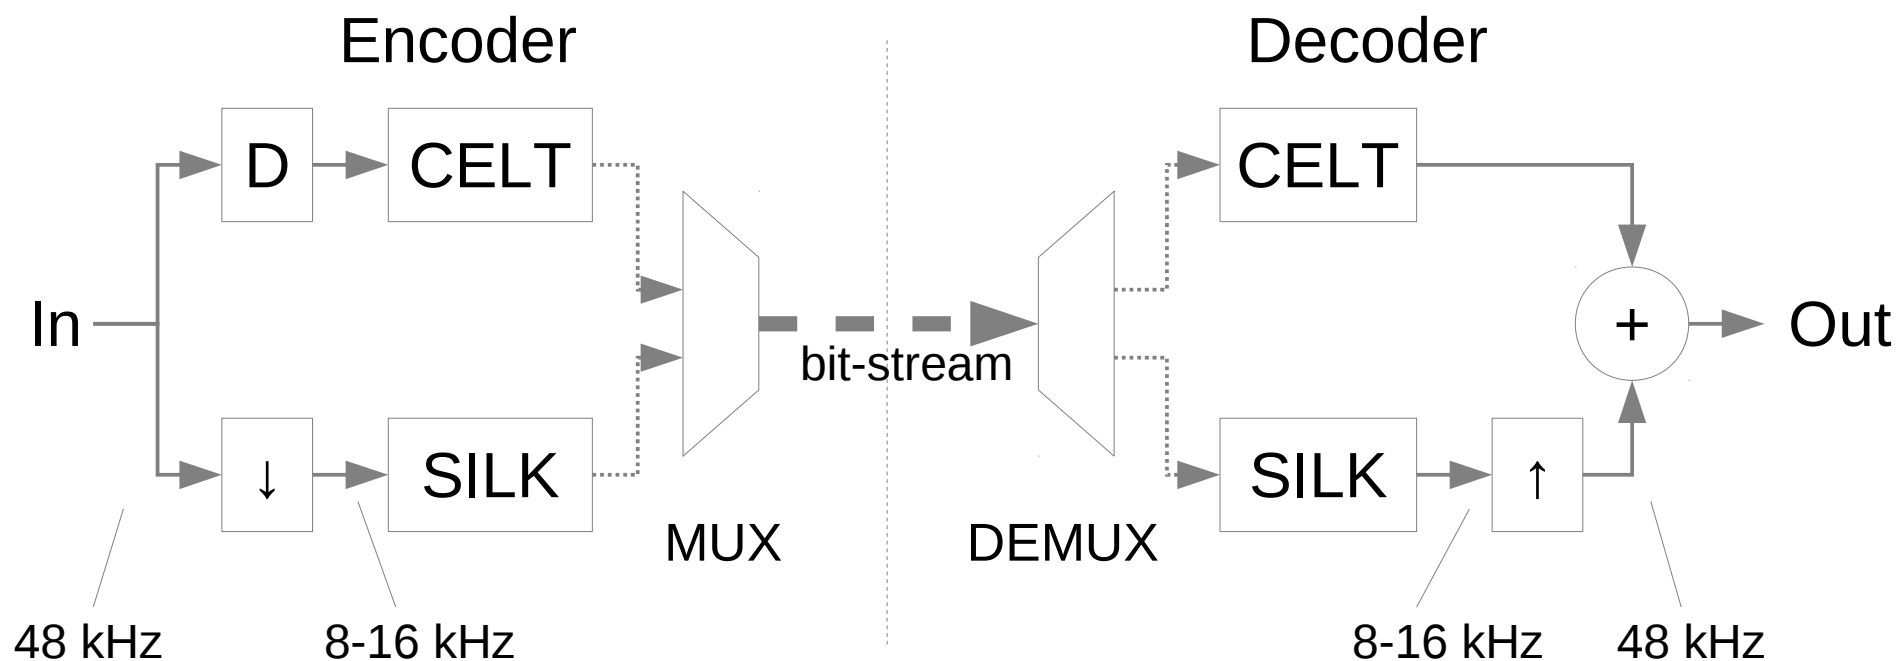 Encoder
Decoder
D
CELT
CELT
In
bit-stream
+
Out
↓
SILK
SILK
↑
MUX
DEMUX
48 kHz
8-16 kHz
8-16 kHz
48 kHz